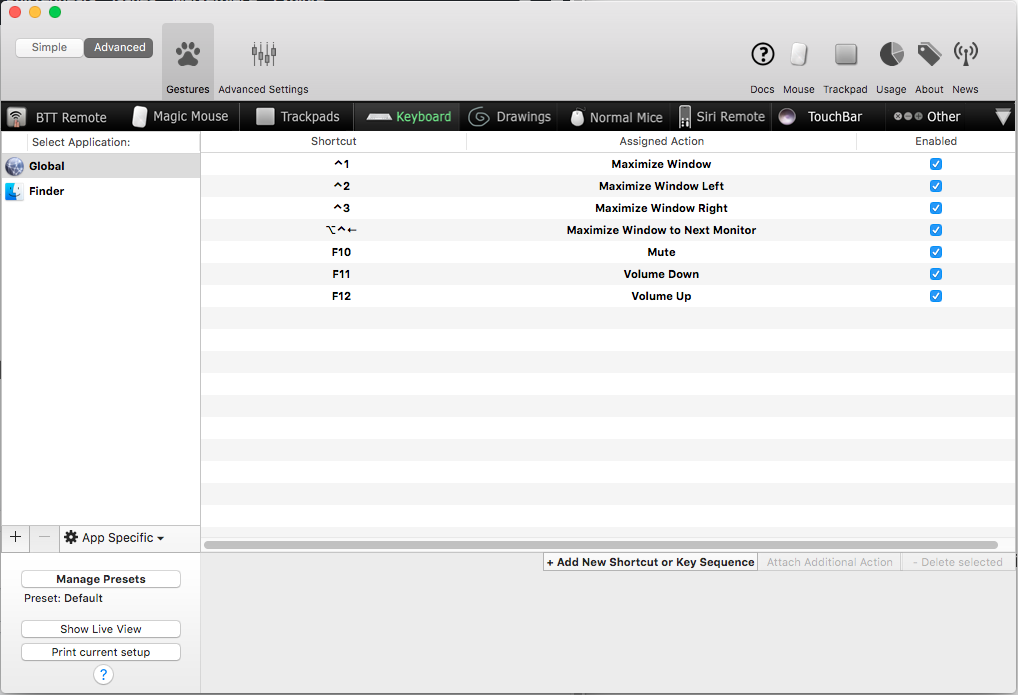 Simple Advanced
Gestures Advanced Settings Docs Mouse Trackpad Usage About News
BTT Remote Magic Mouse Trackpads Keyboard Drawings Normal Mice Siri Remote TouchBar Other
Select Application: Shortcut Assigned Action Enabled
Global ^1 Maximize Window
^2 Maximize Window Left
Finder
^3 Maximize Window Right
⌥^← Maximize Window to Next Monitor
F10 Mute
F11 Volume Down
F12 Volume Up
+ − App Specific
+ Add New Shortcut or Key Sequence Attach Additional Action - Delete selected
Manage Presets
Preset: Default
Show Live View
Print current setup
?